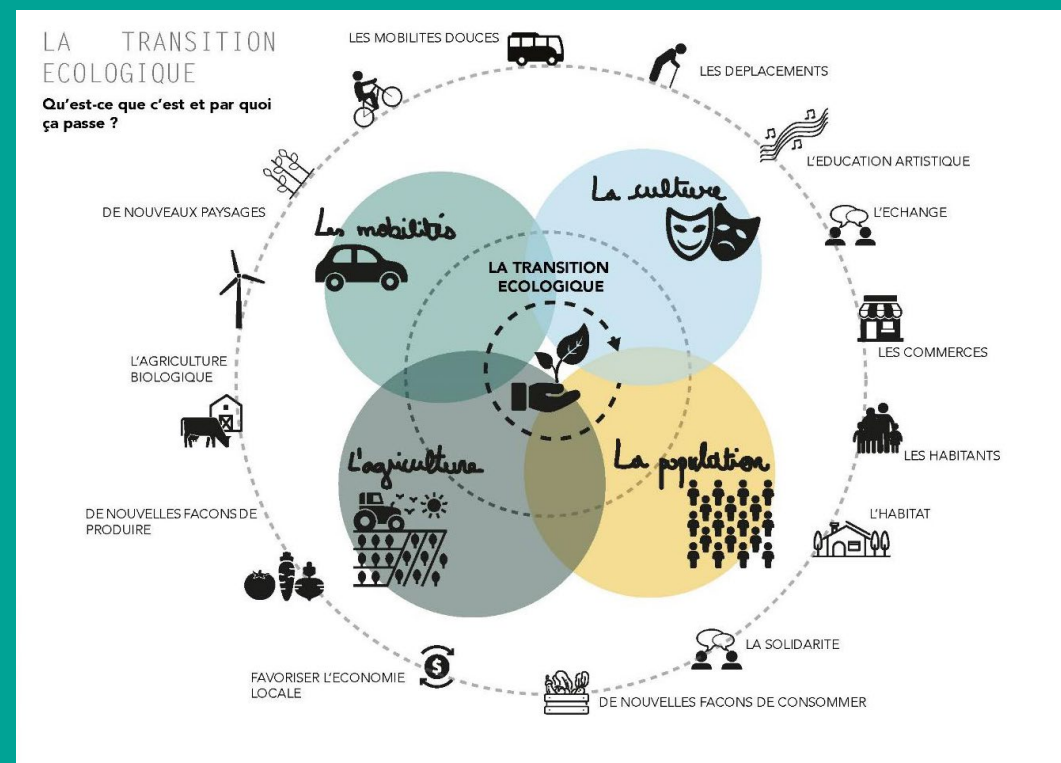 LA TRANSITION
ECOLOGIQUE
Qu'est-ce que c'est et par quoi
ça passe ?
LES MOBILITES DOUCES
LES DEPLACEMENTS
L'EDUCATION ARTISTIQUE
DE NOUVEAUX PAYSAGES
L'ECHANGE
La culture
Les mobilités
LA TRANSITION
ECOLOGIQUE
LES COMMERCES
L'AGRICULTURE
BIOLOGIQUE
LES HABITANTS
L'agriculture
La population
DE NOUVELLES FACONS DE
PRODUIRE
L'HABITAT
LA SOLIDARITE
FAVORISER L'ECONOMIE
LOCALE
$
DE NOUVELLES FACONS DE CONSOMMER